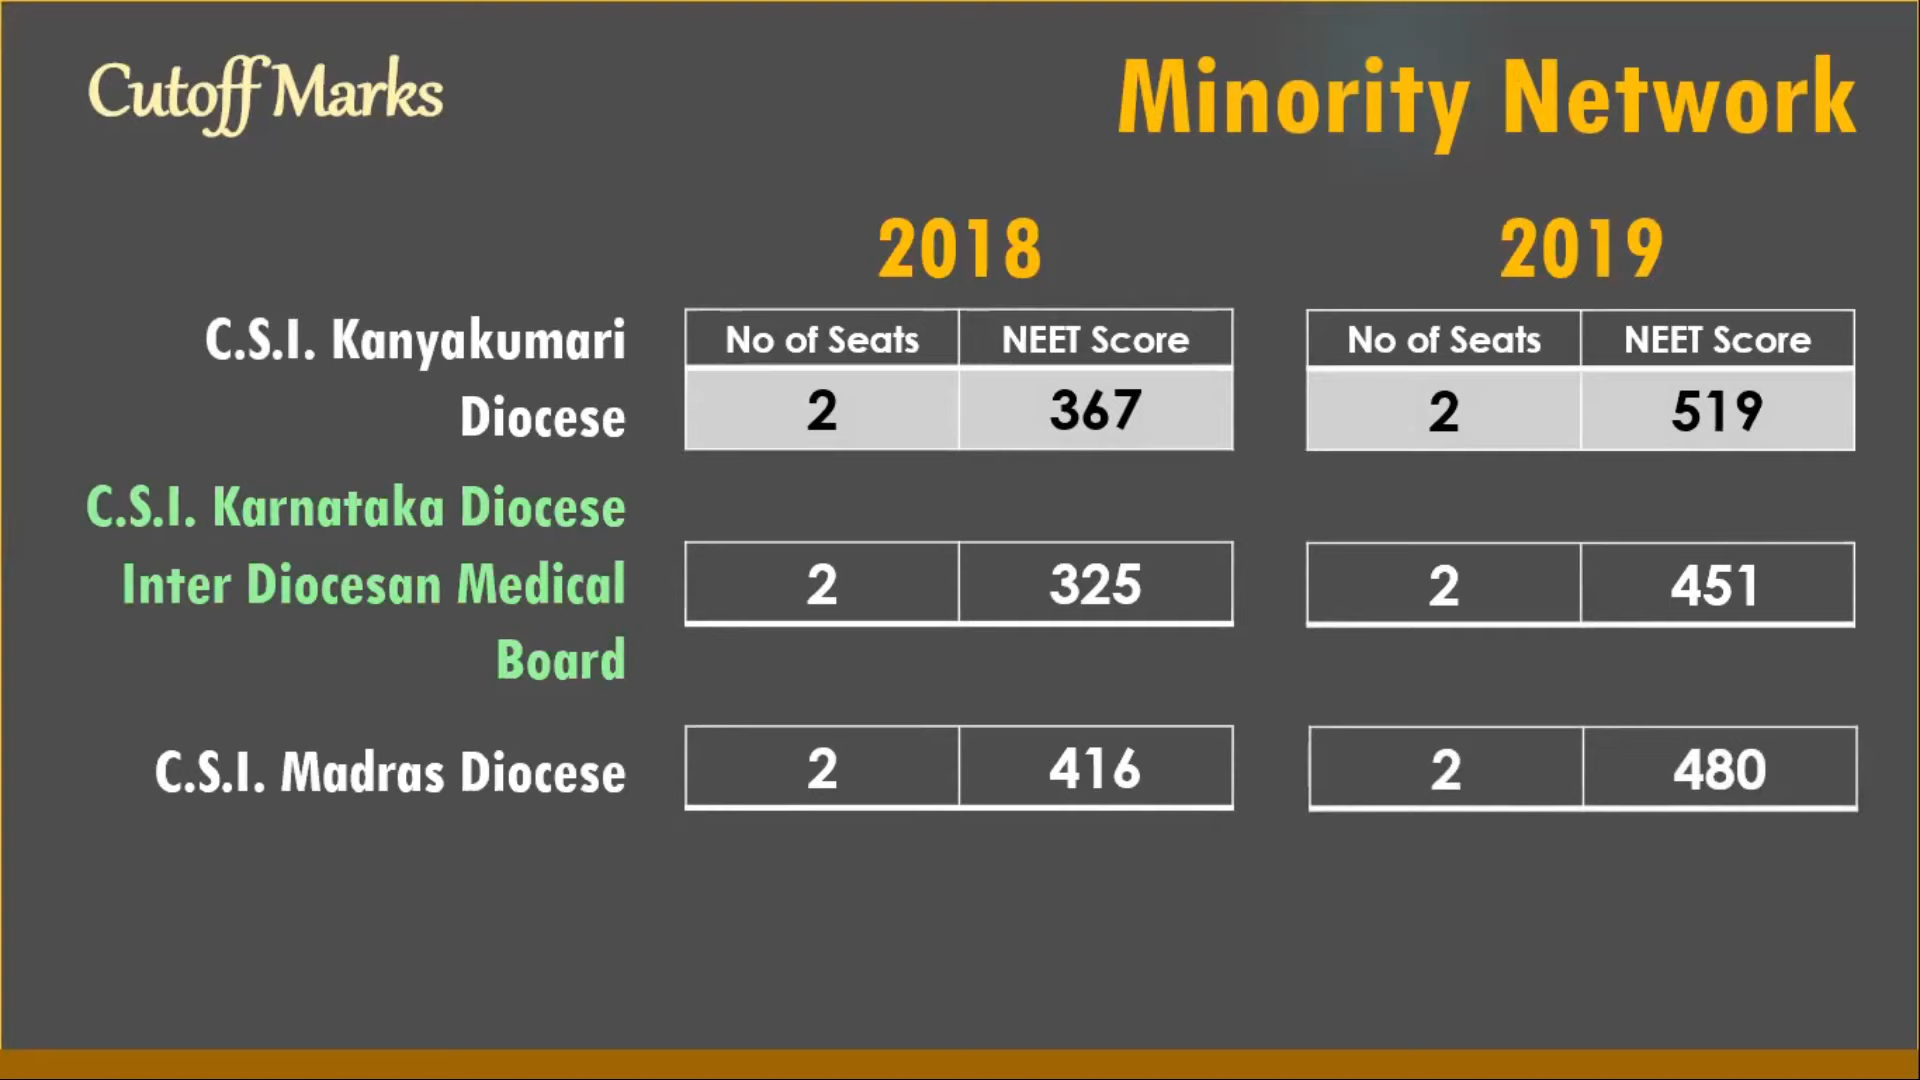 Cutoff Marks
Minority Network
2018
2019
C.S.I. Kanyakumari
Diocese
No of Seats NEET Score
2 367
No of Seats NEET Score
2 519
C.S.I. Karnataka Diocese
Inter Diocesan Medical
Board
2 325
2 451
C.S.I. Madras Diocese
2 416
2 480